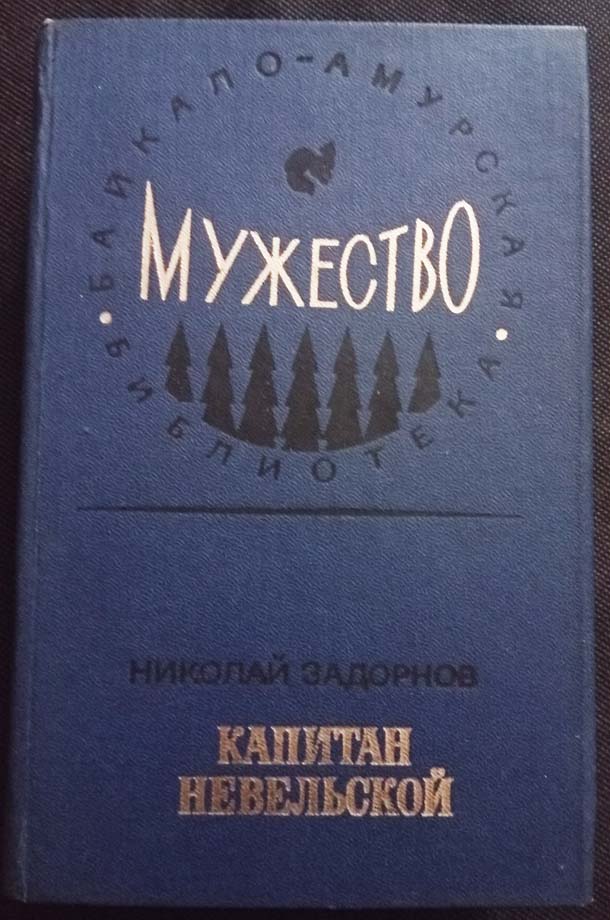 БАЙКАЛО-АМУРСКАЯ
МУЖЕСТВО
БИБЛИОТЕКА
НИКОЛАЙ ЗАДОРНОВ
КАПИТАН
НЕВЕЛЬСКОЙ